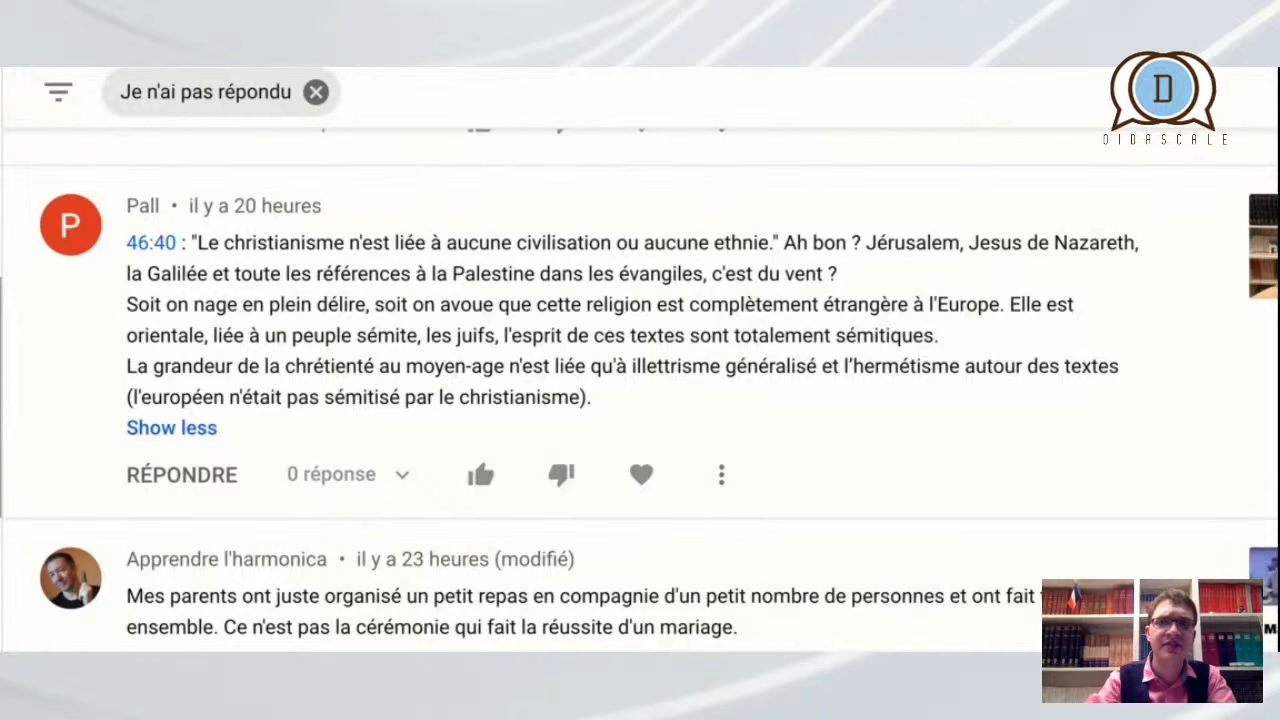 Je n'ai pas répondu
D
DIDASCALE
Pall • il y a 20 heures
P
46:40 : "Le christianisme n'est liée à aucune civilisation ou aucune ethnie." Ah bon ? Jérusalem, Jesus de Nazareth,
la Galilée et toute les références à la Palestine dans les évangiles, c'est du vent ?
Soit on nage en plein délire, soit on avoue que cette religion est complètement étrangère à l'Europe. Elle est
orientale, liée à un peuple sémite, les juifs, l'esprit de ces textes sont totalement sémitiques.
La grandeur de la chrétienté au moyen-age n'est liée qu'à illettrisme généralisé et l’hermétisme autour des textes
(l'européen n'était pas sémitisé par le christianisme).
Show less
RÉPONDRE 0 réponse
Apprendre l'harmonica • il y a 23 heures (modifié)
Mes parents ont juste organisé un petit repas en compagnie d'un petit nombre de personnes et ont fait
ensemble. Ce n'est pas la cérémonie qui fait la réussite d'un mariage.